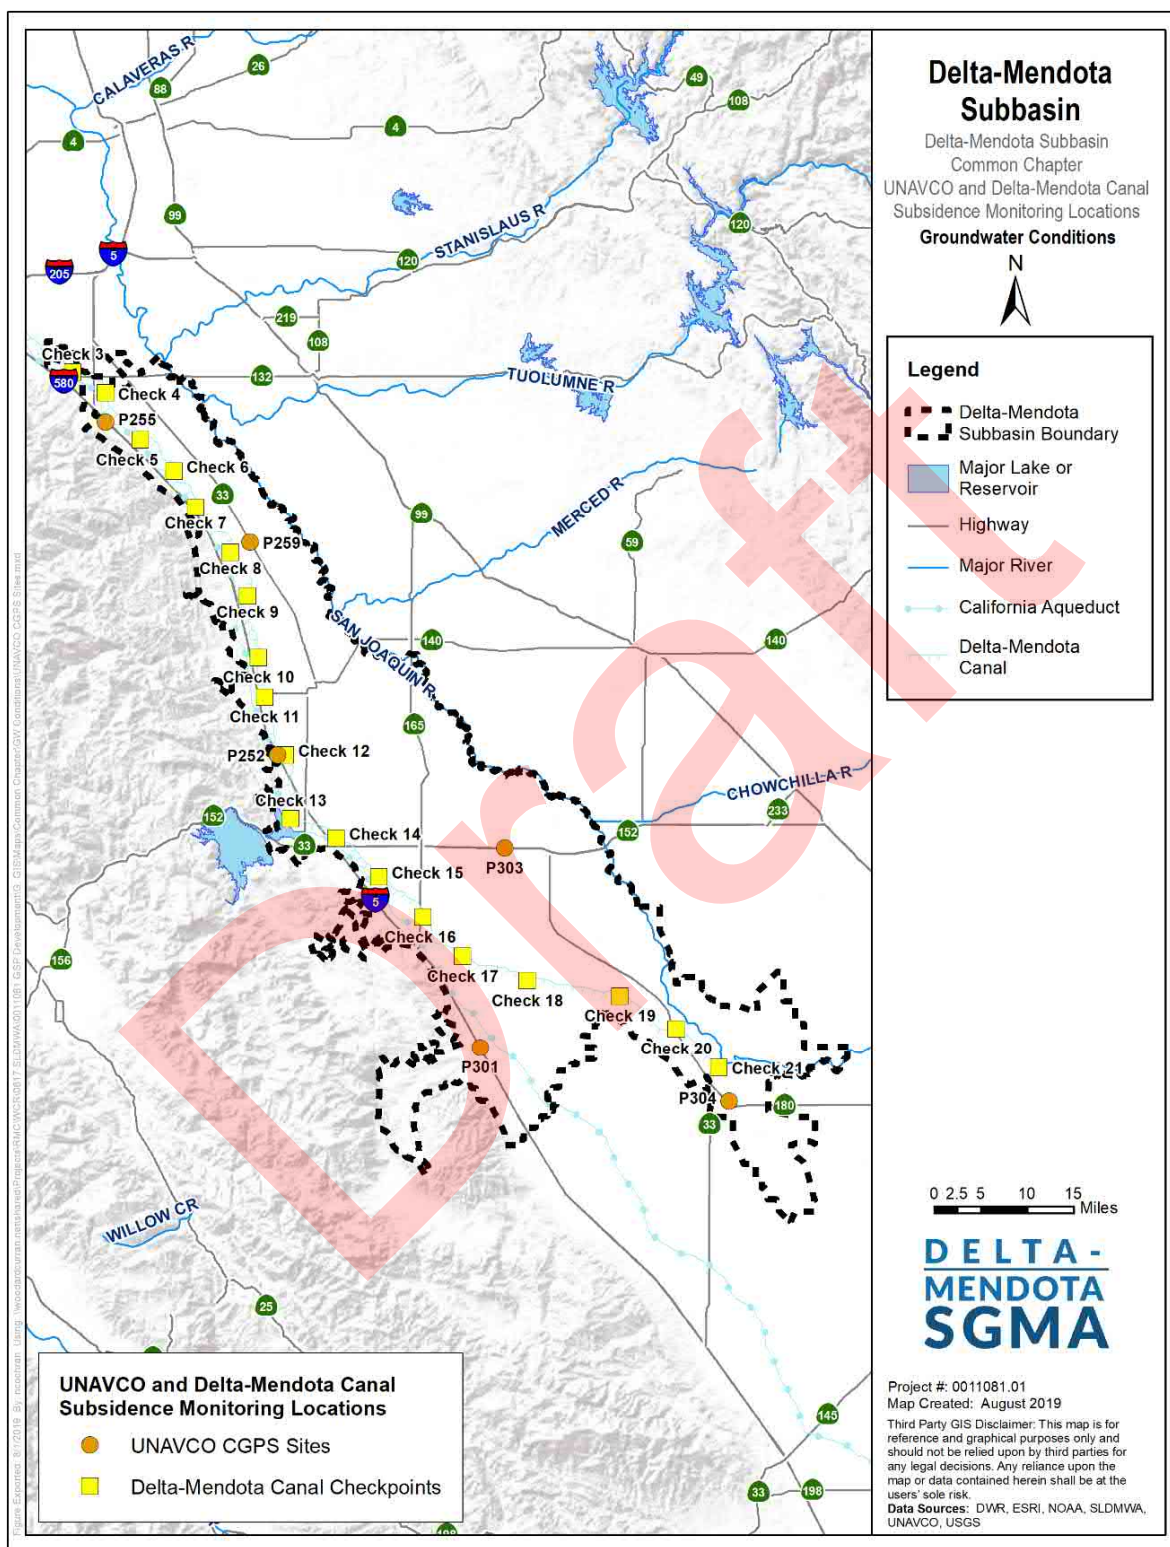 CALAVERAS R
26
88
4
4
99
49
108
5
205
STANISLAUS R
120
120
219
108
132
TUOLUMNE R
Check 3
580
Check 4
P255
Check 5
Check 6
33
Check 7
P259
Check 8
Check 9
MERCED R
99
59
SAN JOAQUIN R
140
140
Check 10
Check 11
165
P252
Check 12
Check 13
152
33
Check 14
CHOWCHILLA R
233
152
P303
Check 15
5
Check 16
156
Check 17
Check 18
Check 19
Check 20
P301
Check 21
P304
180
33
WILLOW CR
25
145
33
198
198
Draft
UNAVCO and Delta-Mendota Canal
Subsidence Monitoring Locations
UNAVCO CGPS Sites
Delta-Mendota Canal Checkpoints
Delta-Mendota
Subbasin
Delta-Mendota Subbasin
Common Chapter
UNAVCO and Delta-Mendota Canal
Subsidence Monitoring Locations
Groundwater Conditions
N
Legend
Delta-Mendota
Subbasin Boundary
Major Lake or
Reservoir
Highway
Major River
California Aqueduct
Delta-Mendota
Canal
0 2.5 5 10 15
Miles
DELTA-
MENDOTA
SGMA
Project #: 0011081.01
Map Created: August 2019
Third Party GIS Disclaimer: This map is for
reference and graphical purposes only and
should not be relied upon by third parties for
any legal decisions. Any reliance upon the
map or data contained herein shall be at the
users' sole risk.
Data Sources: DWR, ESRI, NOAA, SLDMWA,
UNAVCO, USGS